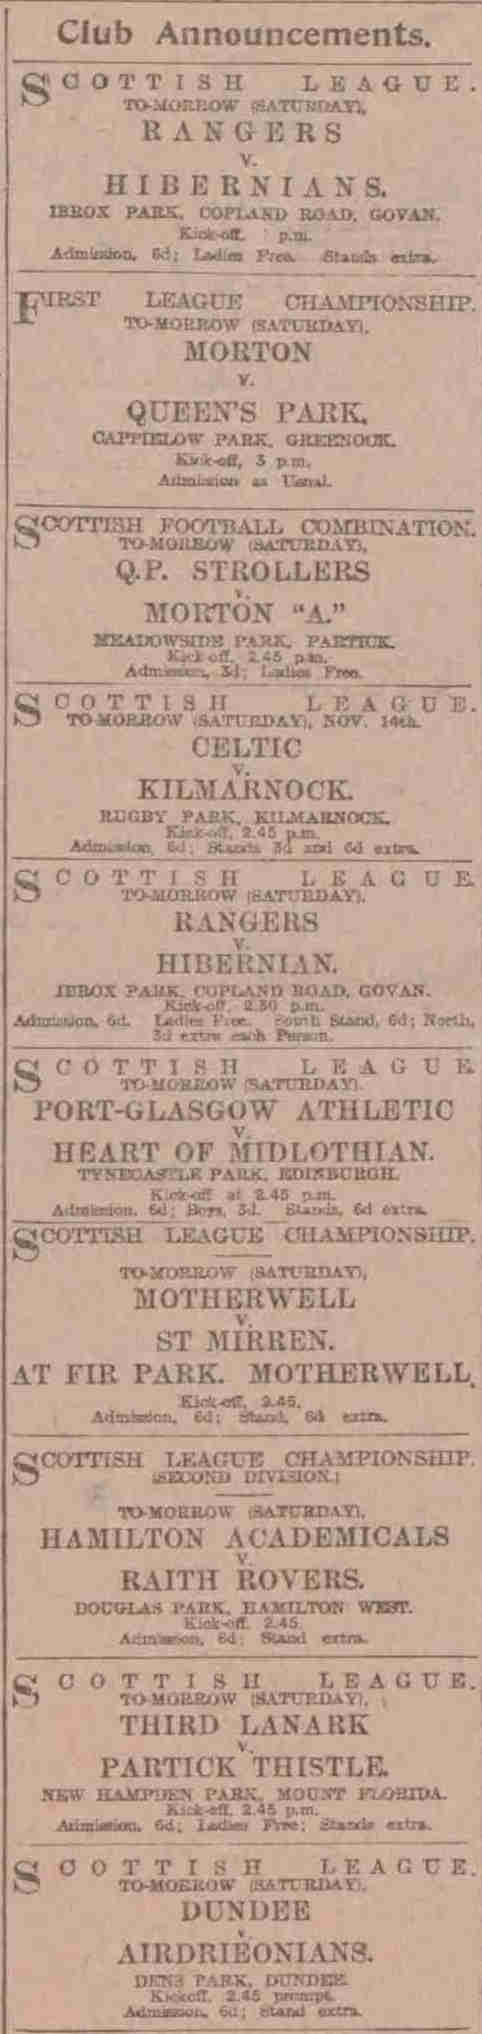 Club Announcements.
SCOTTISH LEAGUE.
TO-MORROW (SATURDAY),
RANGERS
v.
HIBERNIANS.
IBROX PARK, COPLAND ROAD, GOVAN.
Kick-off, p.m.
Admission, 6d; Ladies Free. Stands extra.
FIRST LEAGUE CHAMPIONSHIP.
TO-MORROW (SATURDAY),
MORTON
v.
QUEEN'S PARK,
CAPPIELOW PARK, GREENOCK.
Kick-off, 3 p.m.
Admission as Usual.
SCOTTISH FOOTBALL COMBINATION.
TO-MORROW (SATURDAY),
Q.P. STROLLERS
v.
MORTON "A."
MEADOWSIDE PARK, PARTICK.
Kick-off, 2.45 p.m.
Admission, 3d; Ladies Free.
SCOTTISH LEAGUE.
TO-MORROW (SATURDAY), NOV. 14th.
CELTIC
v.
KILMARNOCK.
RUGBY PARK, KILMARNOCK.
Kick-off, 2.45 p.m.
Admission, 6d; Stands 3d and 6d extra.
SCOTTISH LEAGUE
TO-MORROW (SATURDAY),
RANGERS
v.
HIBERNIAN.
IBROX PARK, COPLAND ROAD, GOVAN.
Kick-off, 2.30 p.m.
Admission, 6d. Ladies Free. South Stand, 6d; North,
3d extra each Person.
SCOTTISH LEAGUE
TO-MORROW (SATURDAY).
PORT-GLASGOW ATHLETIC
v.
HEART OF MIDLOTHIAN.
TYNECASTLE PARK, EDINBURGH.
Kick-off at 2.45 p.m.
Admission, 6d; Boys, 3d. Stands, 6d extra.
SCOTTISH LEAGUE CHAMPIONSHIP.
TO-MORROW (SATURDAY),
MOTHERWELL
v.
ST MIRREN.
AT FIR PARK, MOTHERWELL,
Kick-off, 2.45.
Admission, 6d; Stand, 6d extra.
SCOTTISH LEAGUE CHAMPIONSHIP.
(SECOND DIVISION.)
TO-MORROW (SATURDAY),
HAMILTON ACADEMICALS
v.
RAITH ROVERS.
DOUGLAS PARK, HAMILTON WEST.
Kick-off, 2.45.
Admission, 6d; Stand extra.
SCOTTISH LEAGUE.
TO-MORROW (SATURDAY),
THIRD LANARK
v.
PARTICK THISTLE.
NEW HAMPDEN PARK, MOUNT FLORIDA.
Kick-off, 2.45 p.m.
Admission, 6d; Ladies Free; Stands extra.
SCOTTISH LEAGUE.
TO-MORROW (SATURDAY),
DUNDEE
v.
AIRDRIEONIANS.
DENS PARK, DUNDEE.
Kickoff, 2.45 prompt.
Admission, 6d; Stand extra.